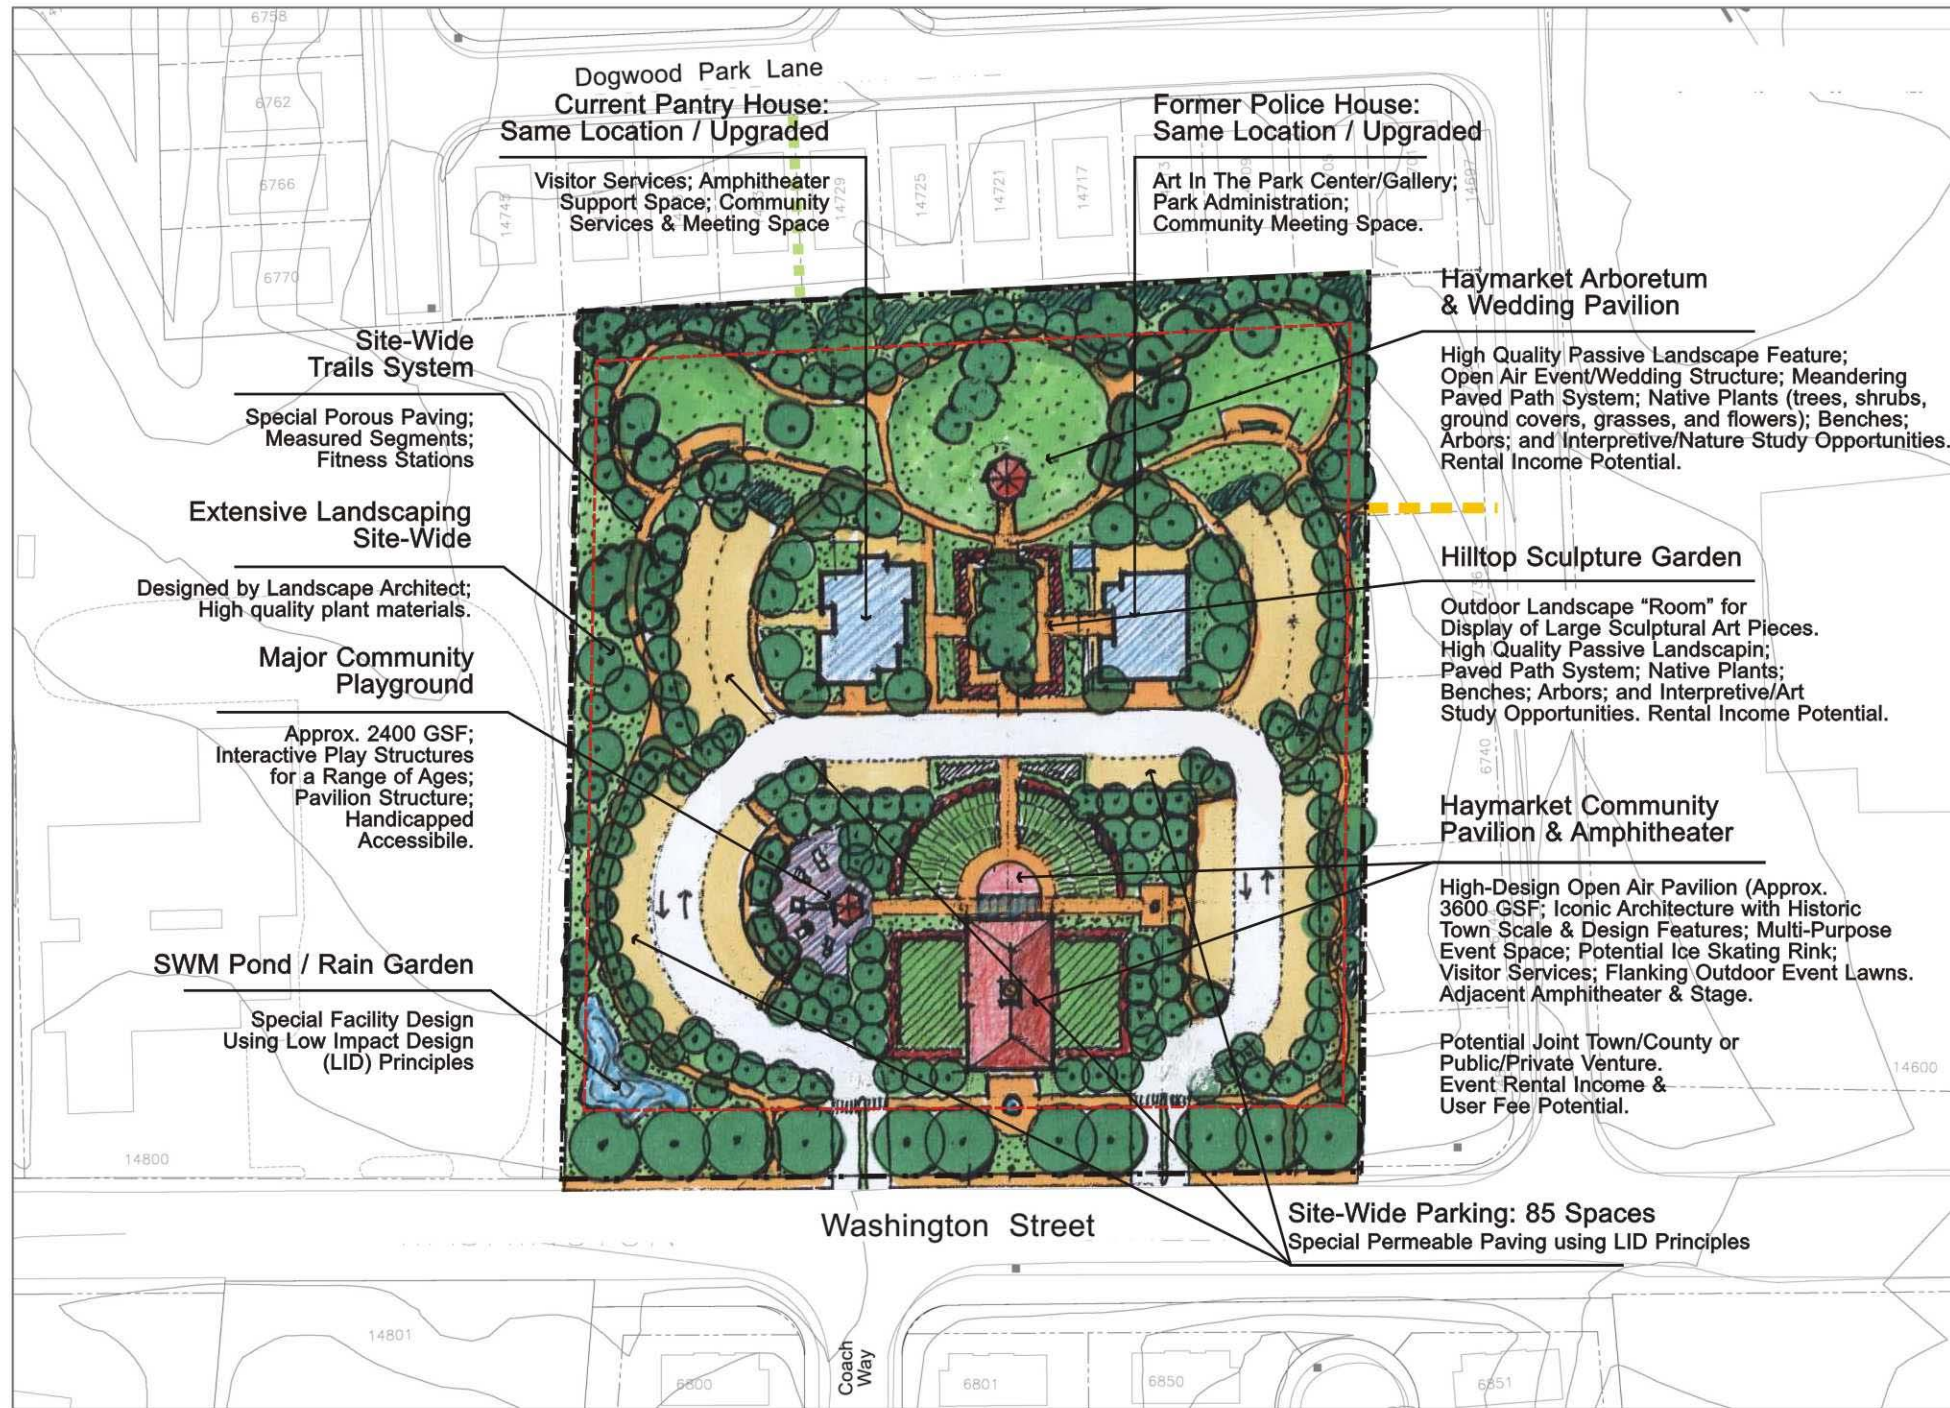 6758
6762
6766
6770
Dogwood Park Lane
Current Pantry House:
Same Location / Upgraded
Visitor Services; Amphitheater
Support Space; Community
Services & Meeting Space
Former Police House:
Same Location / Upgraded
Art In The Park Center/Gallery;
Park Administration;
Community Meeting Space.
14729
14725
14721
14717
14697
Site-Wide
Trails System
Special Porous Paving;
Measured Segments;
Fitness Stations
Extensive Landscaping
Site-Wide
Designed by Landscape Architect;
High quality plant materials.
Major Community
Playground
Approx. 2400 GSF;
Interactive Play Structures
for a Range of Ages;
Pavilion Structure;
Handicapped
Accessibile.
SWM Pond / Rain Garden
Special Facility Design
Using Low Impact Design
(LID) Principles
Haymarket Arboretum
& Wedding Pavilion
High Quality Passive Landscape Feature;
Open Air Event/Wedding Structure; Meandering
Paved Path System; Native Plants (trees, shrubs,
ground covers, grasses, and flowers); Benches;
Arbors; and Interpretive/Nature Study Opportunities.
Rental Income Potential.
Hilltop Sculpture Garden
6736
Outdoor Landscape “Room” for
Display of Large Sculptural Art Pieces.
High Quality Passive Landscapin;
Paved Path System; Native Plants;
Benches; Arbors; and Interpretive/Art
Study Opportunities. Rental Income Potential.
6740
Haymarket Community
Pavilion & Amphitheater
High-Design Open Air Pavilion (Approx.
3600 GSF; Iconic Architecture with Historic
Town Scale & Design Features; Multi-Purpose
Event Space; Potential Ice Skating Rink;
Visitor Services; Flanking Outdoor Event Lawns.
Adjacent Amphitheater & Stage.
6744
Potential Joint Town/County or
Public/Private Venture.
Event Rental Income &
User Fee Potential.
14600
14800
Washington Street
Site-Wide Parking: 85 Spaces
Special Permeable Paving using LID Principles
14801
Coach
Way
6800
6801
6850
6851